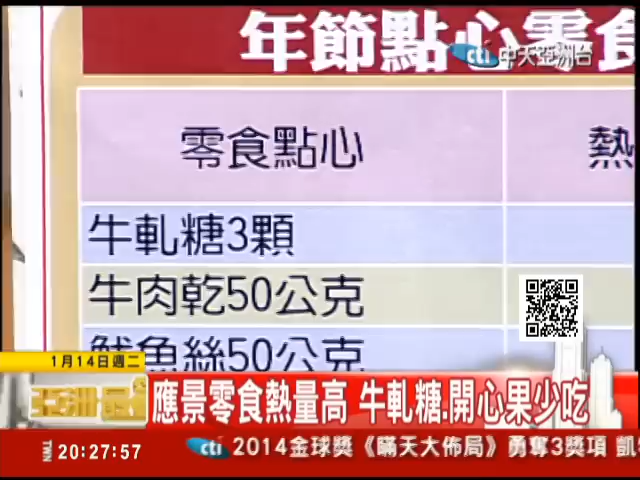 年節點心零食
cti 中天亞洲台
零食點心
熱
牛軋糖3顆
牛肉乾50公克
魷魚絲50公克
1月14日週二
應景零食熱量高 牛軋糖.開心果少吃
TWN 20:27:57
cti 2014金球獎《瞞天大佈局》勇奪3獎項 凱